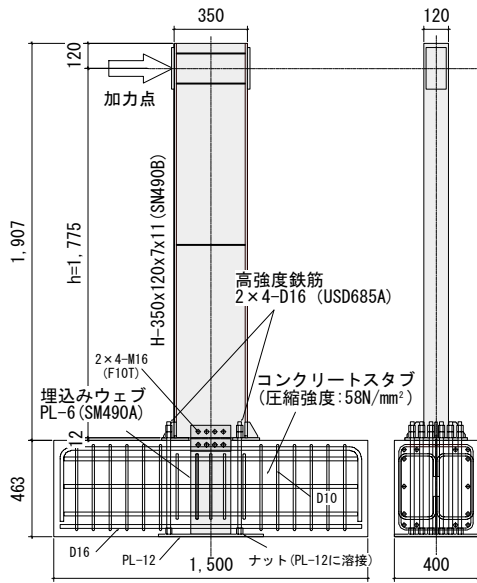 350
120
120
加力点
1,907
h=1,775
H-350x120x7x11(SN490B)
高強度鉄筋
2×4-D16 (USD685A)
2×4-M16
(F10T)
埋込みウェブ
PL-6(SM490A)
コンクリートスタブ
(圧縮強度:58N/mm²)
12
463
D10
D16
PL-12
ナット(PL-12に溶接)
1,500
400